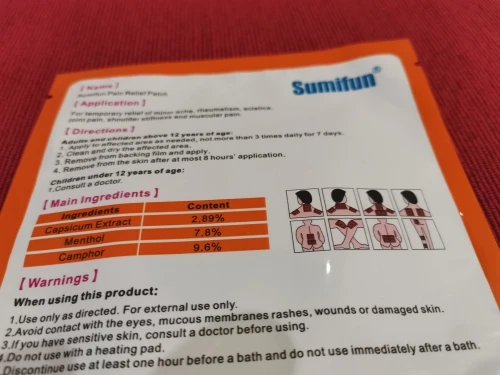 Sumifun®
[ Name ]
Sumifun Pain Relief Patch
[ Application ]
For temporary relief of minor ache, rheumatism, sciatica,
joint pain, shoulder stiffness and muscular pain.
[ Directions ]
Adults and children above 12 years of age:
1. Apply to affected area as needed, not more than 3 times daily for 7 days.
2. Clean and dry the affected area.
3. Remove from backing film and apply.
4. Remove from the skin after at most 8 hours' application.
Children under 12 years of age:
1.Consult a doctor.
[ Main Ingredients ]
Ingredients Content
Capsicum Extract 2.89%
Menthol 7.8%
Camphor 9.6%
[ Warnings ]
When using this product:
1.Use only as directed. For external use only.
2.Avoid contact with the eyes, mucous membranes rashes, wounds or damaged skin.
3.If you have sensitive skin, consult a doctor before using.
4.Do not use with a heating pad.
Discontinue use at least one hour before a bath and do not use immediately after a bath.